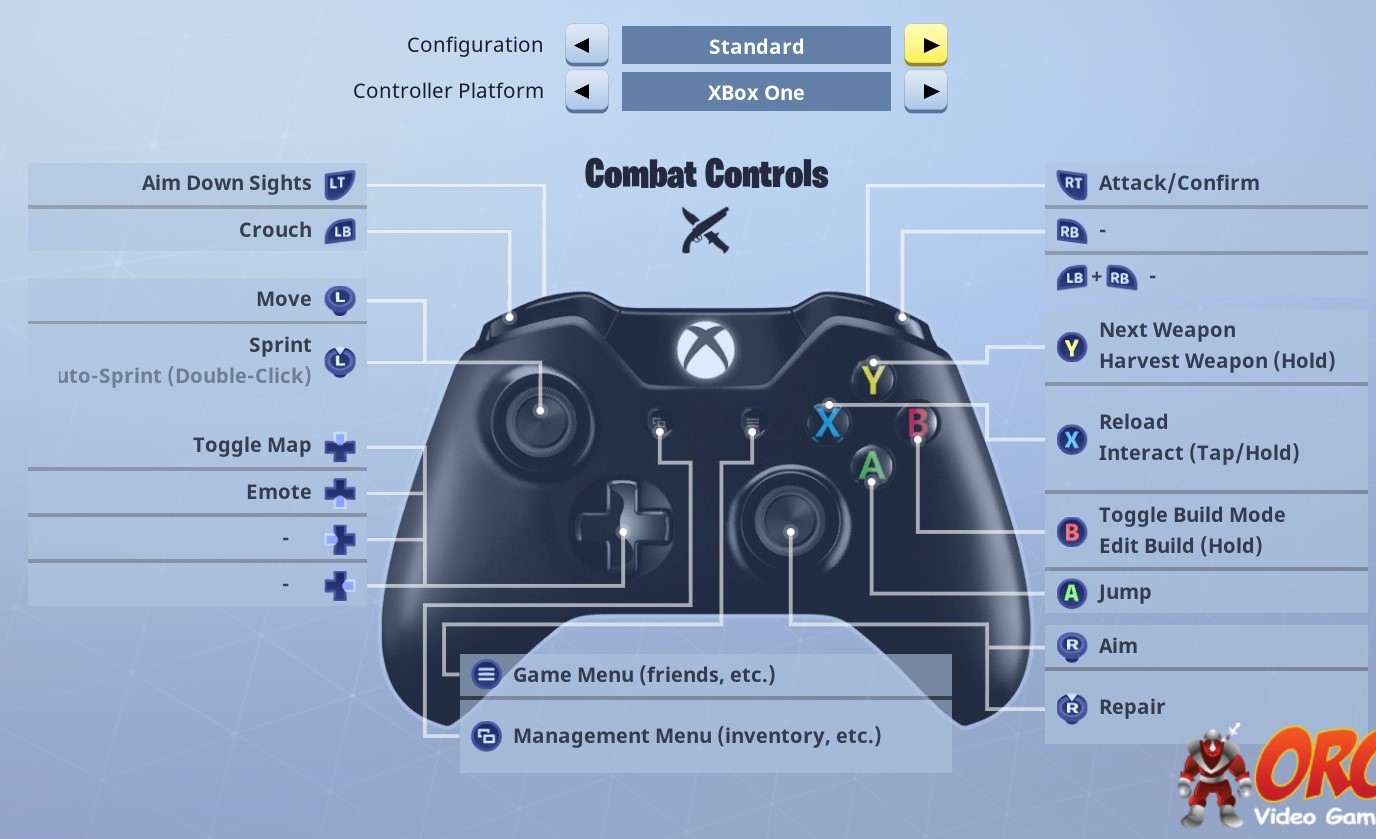 Configuration
Standard
Controller Platform
XBox One
Combat Controls
Aim Down Sights LT
Crouch LB
Move L
Sprint L
uto-Sprint (Double-Click)
Toggle Map
Emote
-
-
RT Attack/Confirm
RB -
LB + RB -
Y Next Weapon
Harvest Weapon (Hold)
X Reload
Interact (Tap/Hold)
B Toggle Build Mode
Edit Build (Hold)
A Jump
R Aim
R Repair
Y
X B
A
Game Menu (friends, etc.)
Management Menu (inventory, etc.)
ORC
Video Gam